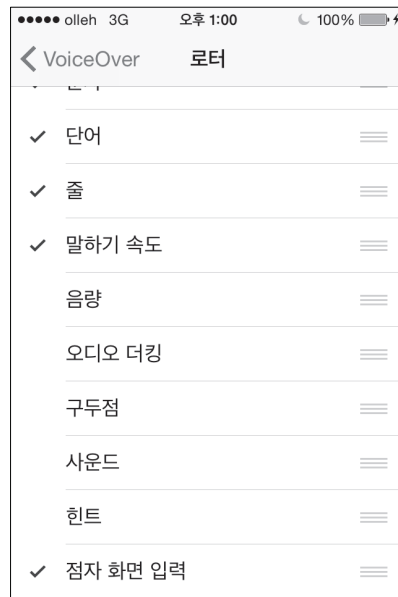 olleh 3G 오후 1:00 100%
VoiceOver 로터
단어
줄
말하기 속도
음량
오디오 더킹
구두점
사운드
힌트
점자 화면 입력